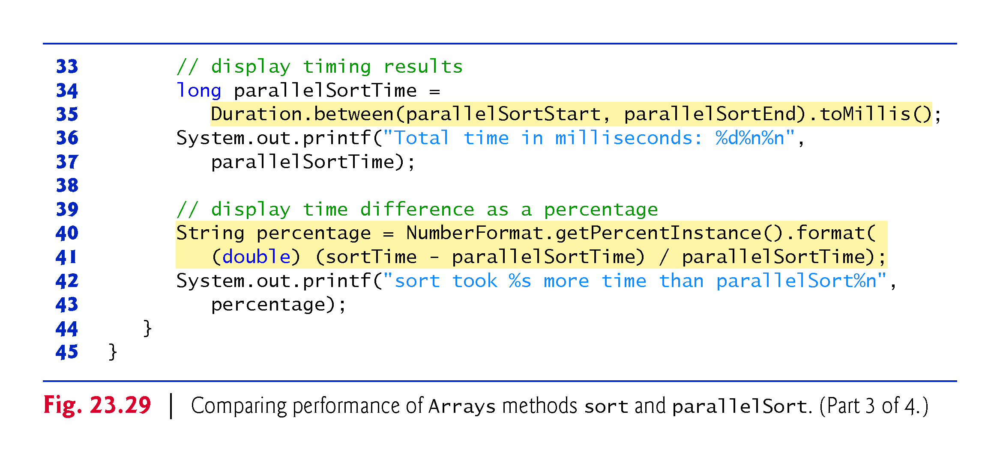 33 // display timing results
34 long parallelSortTime =
35 Duration.between(parallelSortStart, parallelSortEnd).toMillis();
36 System.out.printf("Total time in milliseconds: %d%n%n",
37 parallelSortTime);
38
39 // display time difference as a percentage
40 String percentage = NumberFormat.getPercentInstance().format(
41 (double) (sortTime - parallelSortTime) / parallelSortTime);
42 System.out.printf("sort took %s more time than parallelSort%n",
43 percentage);
44 }
45 }
Fig. 23.29 | Comparing performance of Arrays methods sort and parallelSort. (Part 3 of 4.)